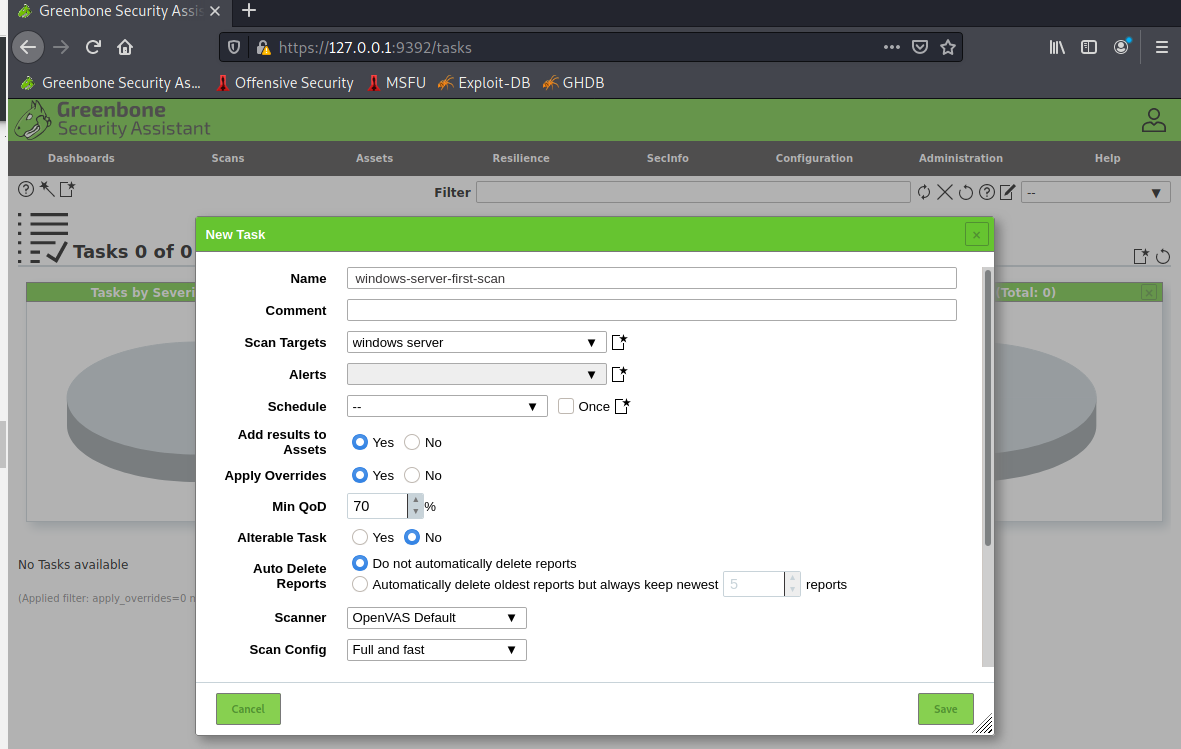 Greenbone Security Assis
https://127.0.0.1:9392/tasks
Greenbone Security As... Offensive Security MSFU Exploit-DB GHDB
Greenbone
Security Assistant
Dashboards Scans Assets Resilience SecInfo Configuration Administration Help
Filter --
Tasks 0 of 0
Tasks by Severi (Total: 0)
New Task ×
Name windows-server-first-scan
Comment
Scan Targets windows server
Alerts
Schedule -- Once
Add results to
Assets Yes No
Apply Overrides Yes No
Min QoD 70 %
Alterable Task Yes No
Auto Delete
Reports Do not automatically delete reports
Automatically delete oldest reports but always keep newest 5 reports
Scanner OpenVAS Default
Scan Config Full and fast
Cancel Save
No Tasks available
(Applied filter: apply_overrides=0